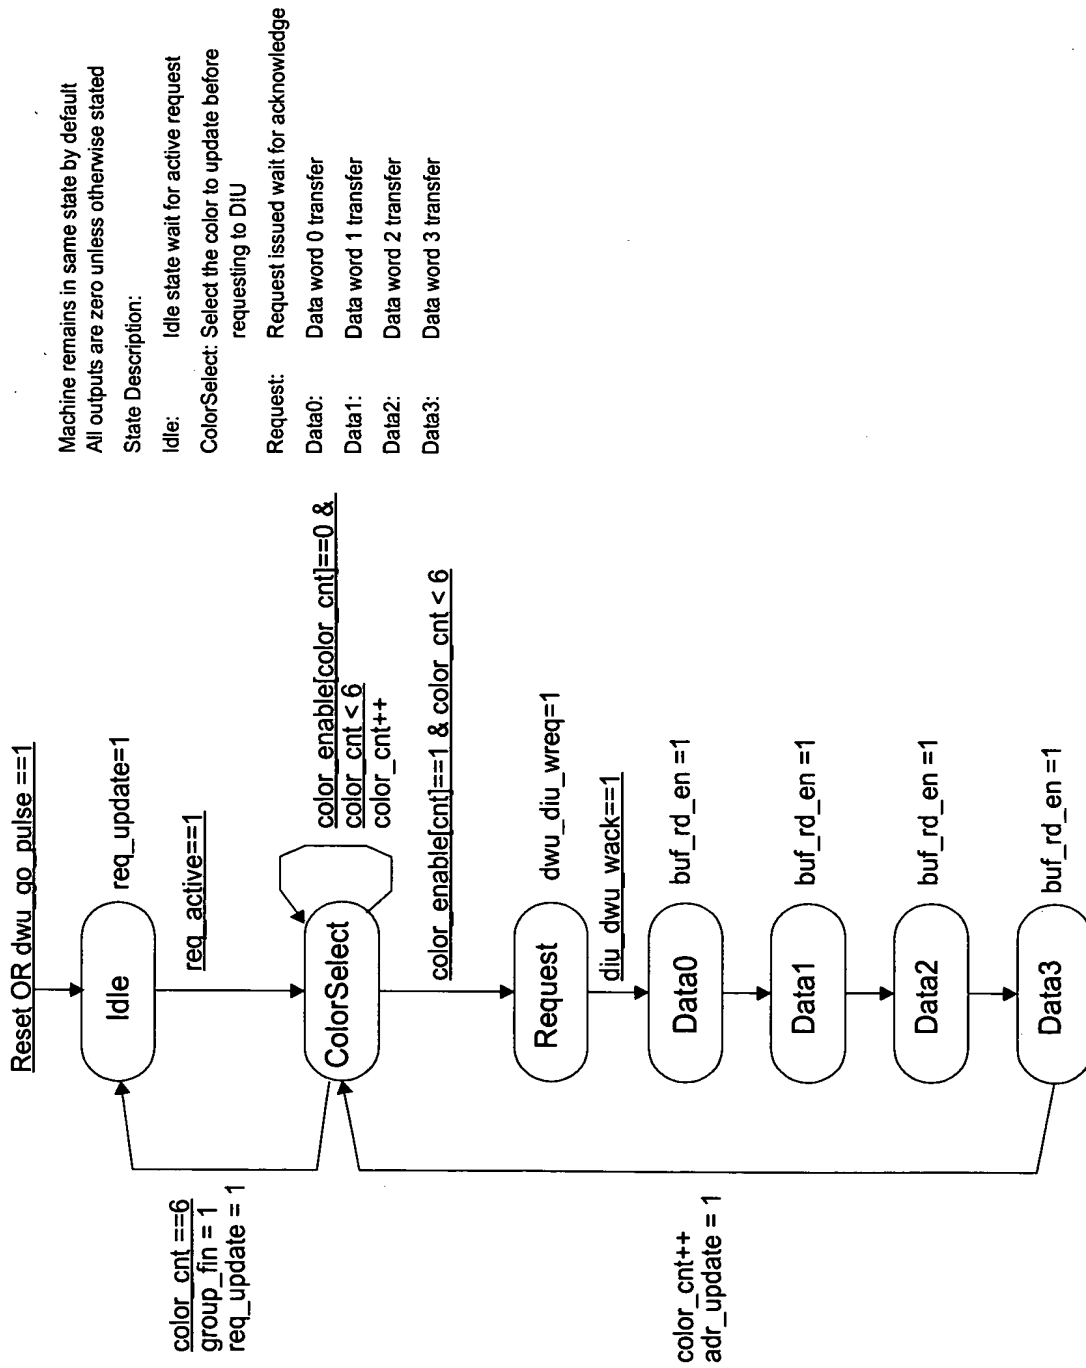 Reset OR dwu_go_pulse ==1
Idle
req_update=1
req_active==1
color_cnt ==6
group_fin = 1
req_update = 1
ColorSelect
color_enable[color_cnt]==0 &
color_cnt < 6
color_cnt++
color_enable[cnt]==1 & color_cnt < 6
Request
dwu_diu_wreq=1
diu_dwu_wack==1
Data0
buf_rd_en =1
Data1
buf_rd_en =1
Data2
buf_rd_en =1
Data3
buf_rd_en =1
color_cnt++
adr_update = 1
Machine remains in same state by default
All outputs are zero unless otherwise stated
State Description:
Idle: Idle state wait for active request
ColorSelect: Select the color to update before
requesting to DIU
Request: Request issued wait for acknowledge
Data0: Data word 0 transfer
Data1: Data word 1 transfer
Data2: Data word 2 transfer
Data3: Data word 3 transfer